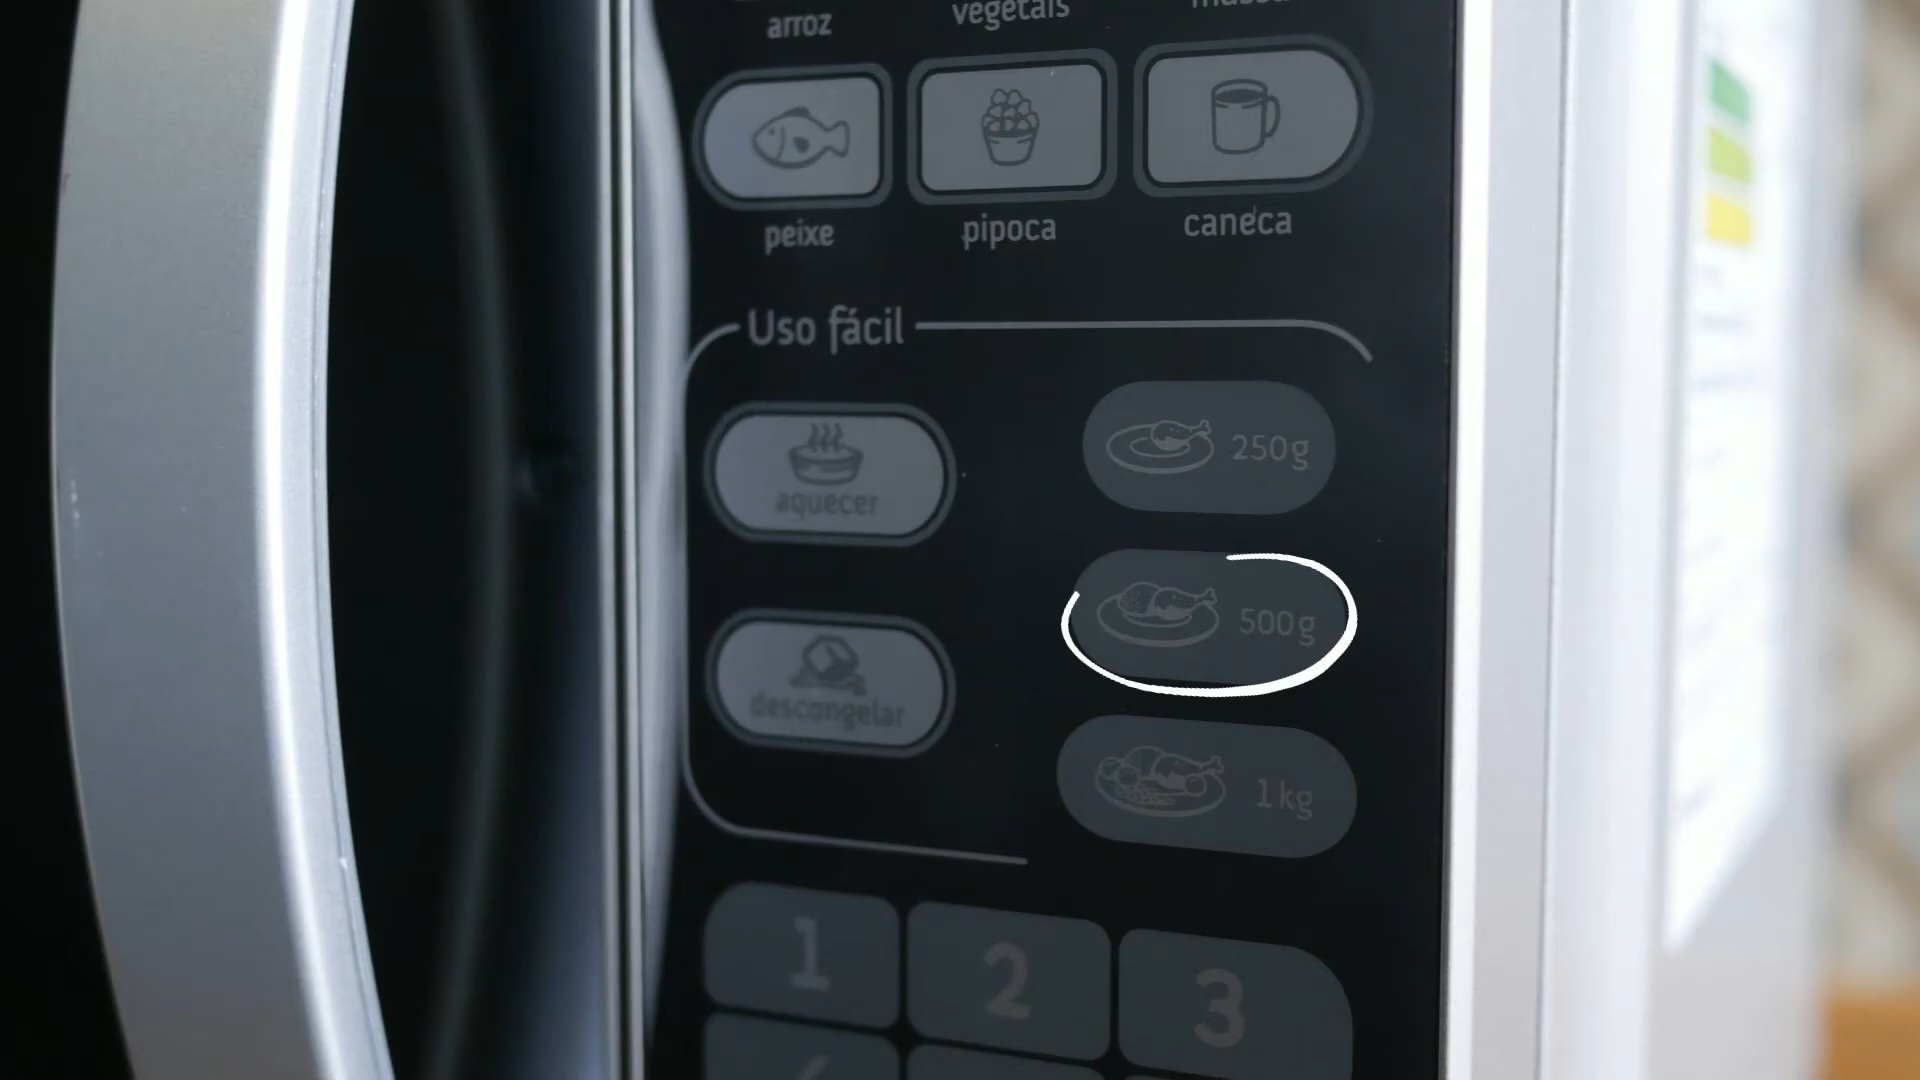 arroz
vegetais
peixe
pipoca
caneca
Uso fácil
aquecer
250g
500g
descongelar
1kg
1
2
3